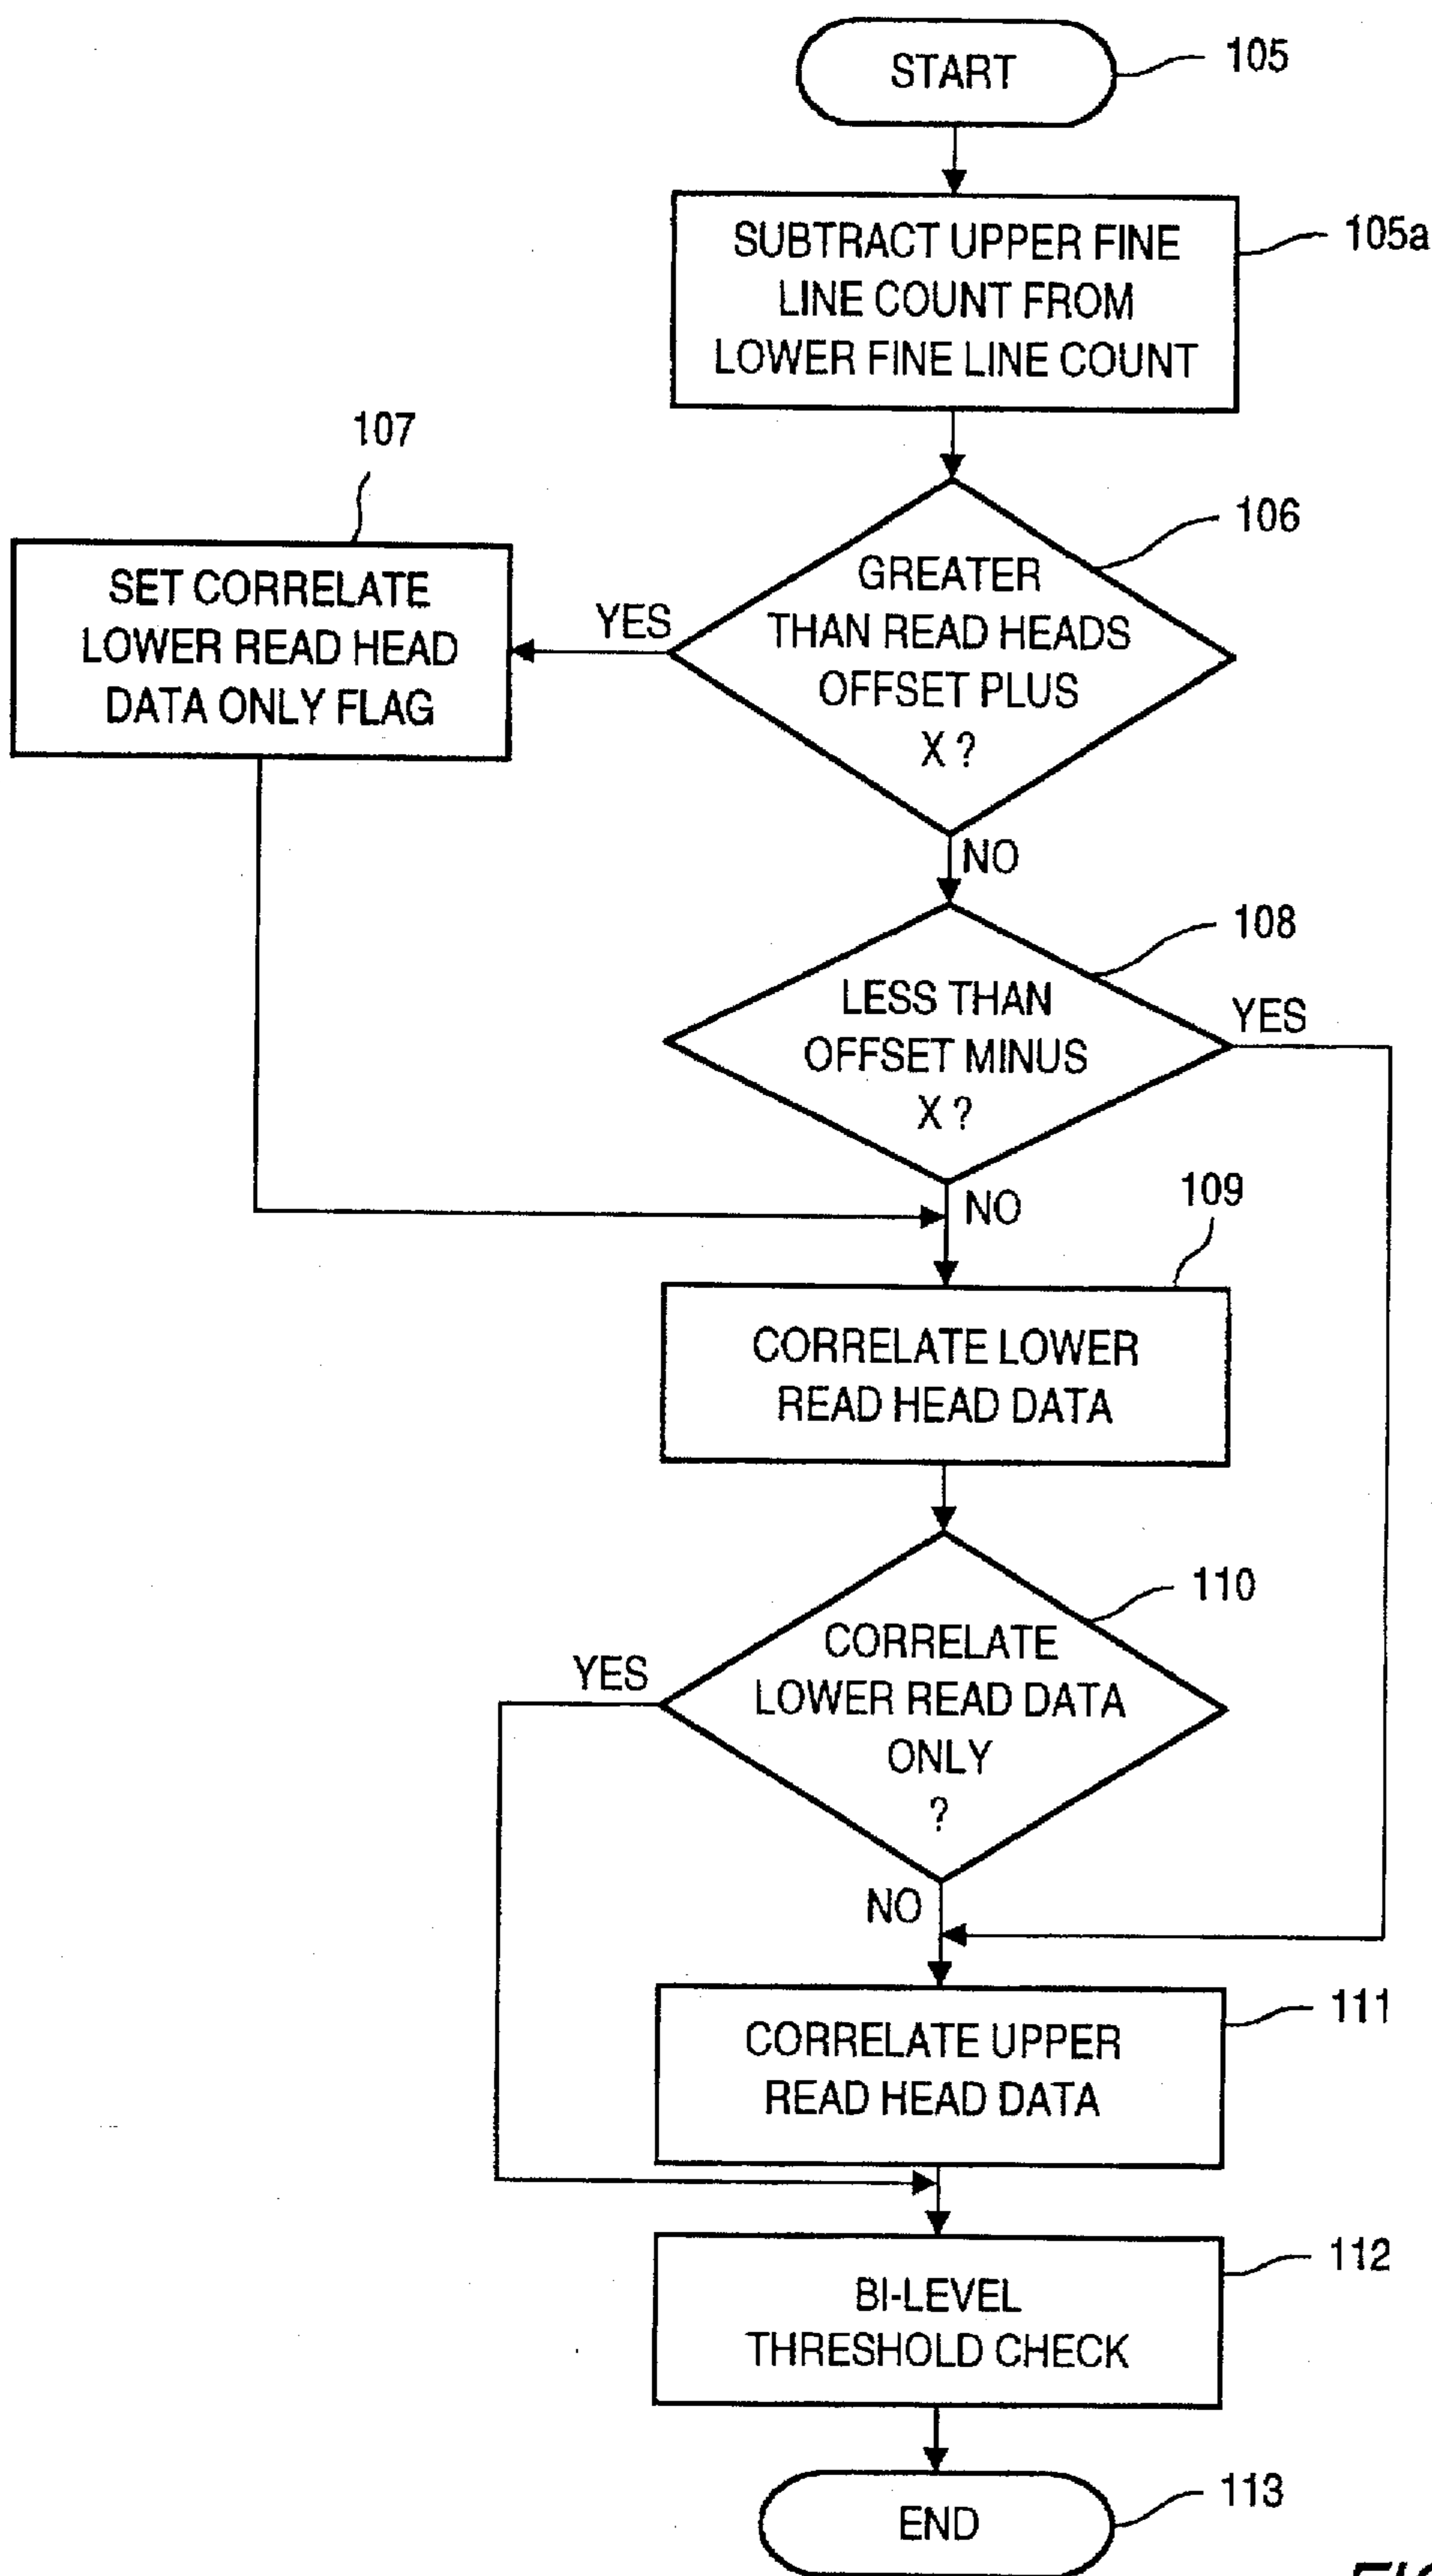 START
105
SUBTRACT UPPER FINE
LINE COUNT FROM
LOWER FINE LINE COUNT
105a
107
SET CORRELATE
LOWER READ HEAD
DATA ONLY FLAG
YES
GREATER
THAN READ HEADS
OFFSET PLUS
X ?
106
NO
LESS THAN
OFFSET MINUS
X ?
108
YES
NO
109
CORRELATE LOWER
READ HEAD DATA
110
YES
CORRELATE
LOWER READ DATA
ONLY
?
NO
CORRELATE UPPER
READ HEAD DATA
111
BI-LEVEL
THRESHOLD CHECK
112
END
113